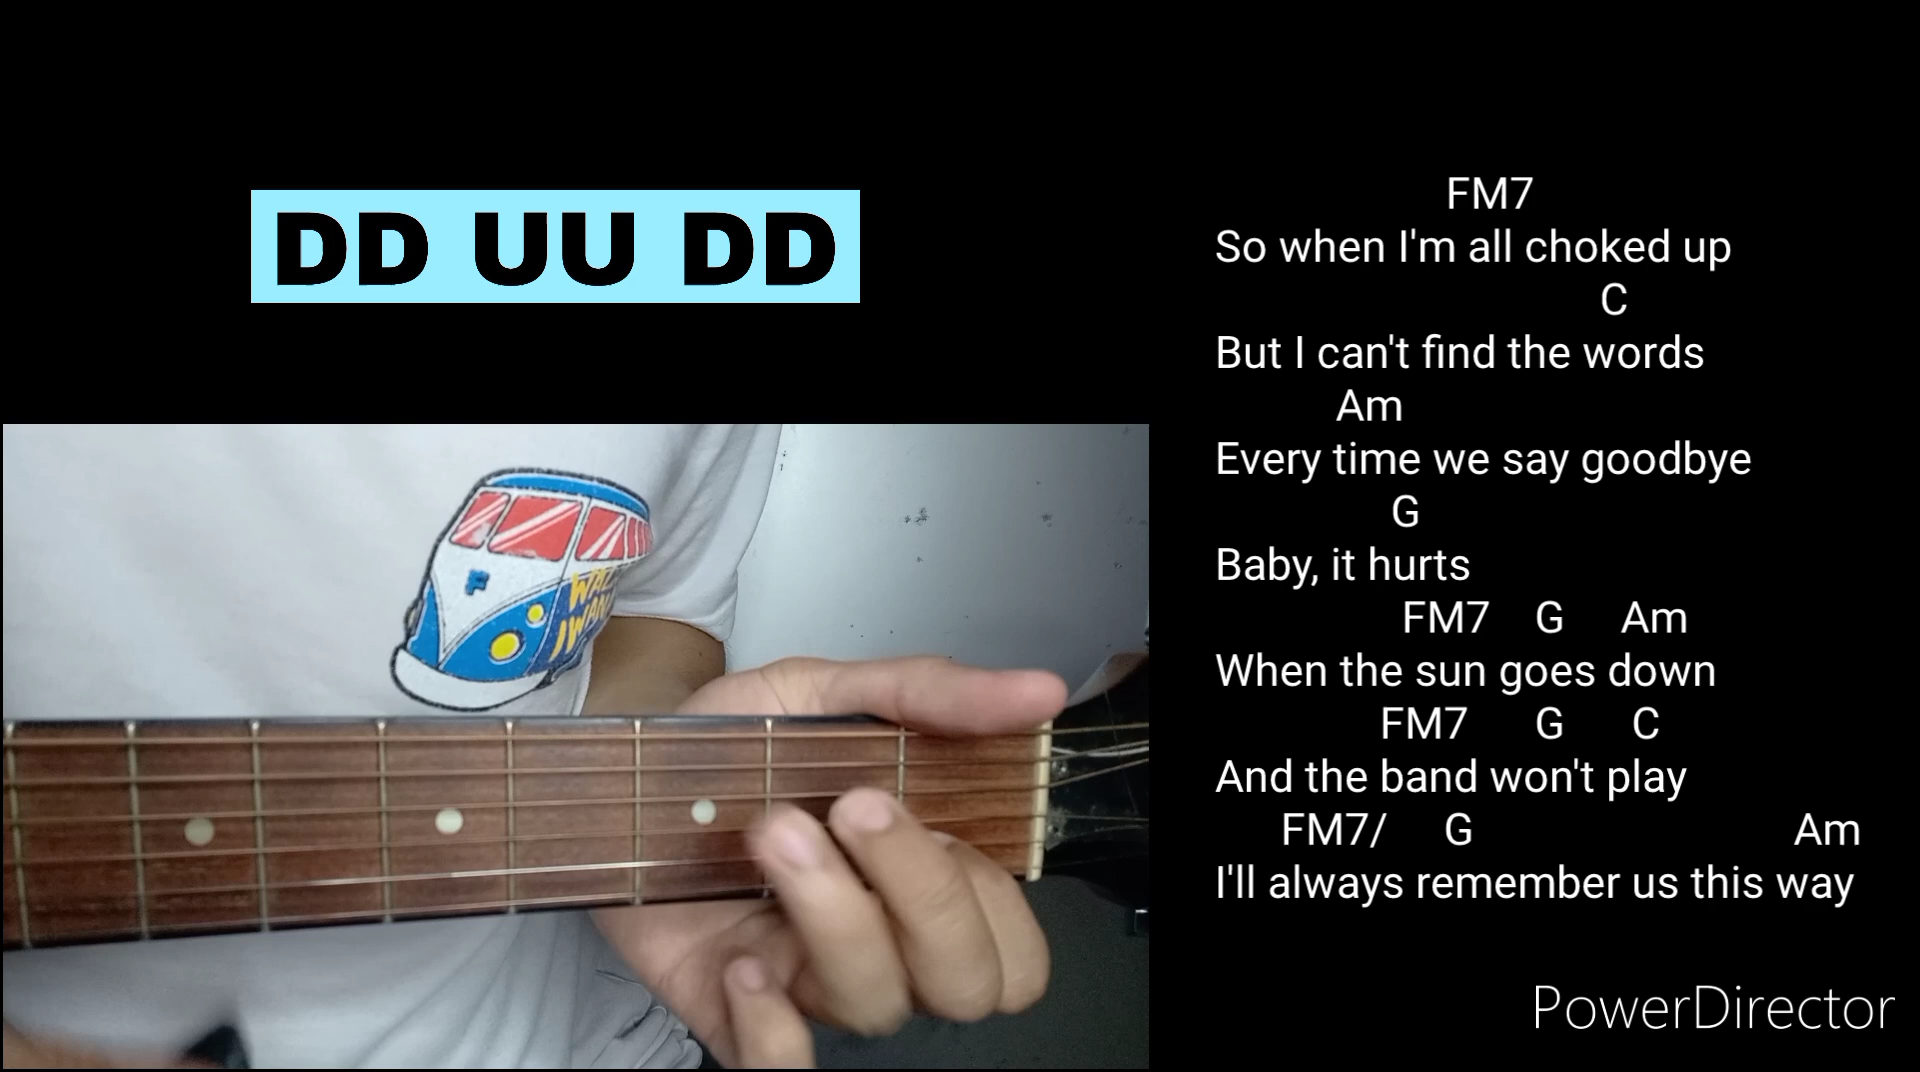 DD UU DD
FM7
So when I'm all choked up
C
But I can't find the words
Am
Every time we say goodbye
G
Baby, it hurts
FM7 G Am
When the sun goes down
FM7 G C
And the band won't play
FM7/ G Am
I'll always remember us this way
F
PowerDirector